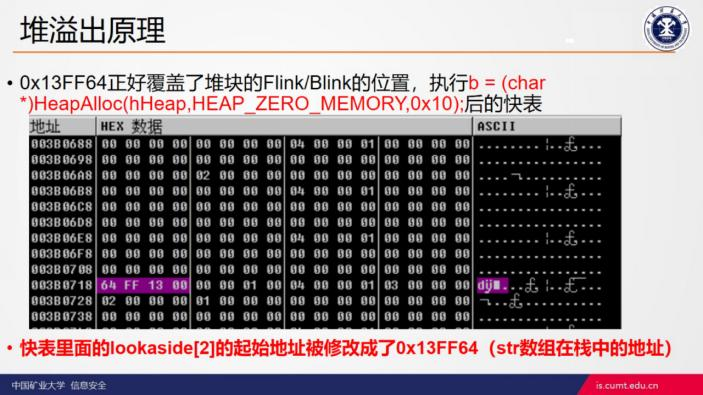 堆溢出原理
• 0x13FF64正好覆盖了堆块的Flink/Blink的位置，执行b = (char
*)HeapAlloc(hHeap,HEAP_ZERO_MEMORY,0x10);后的快表
地址 HEX 数据 ASCII
003B0688 00 00 00 00 00 00 00 00 04 00 00 01 00 00 00 00
003B0698 00 00 00 00 00 00 00 00 00 00 00 00 00 00 00 00
003B06A8 00 00 00 00 02 00 00 00 00 00 00 00 00 00 00 00
003B06B8 00 00 00 00 00 00 00 00 04 00 00 01 00 00 00 00
003B06C8 00 00 00 00 00 00 00 00 00 00 00 00 00 00 00 00
003B06D8 00 00 00 00 00 00 00 00 00 00 00 00 00 00 00 00
003B06E8 00 00 00 00 00 00 00 00 04 00 00 01 00 00 00 00
003B06F8 00 00 00 00 00 00 00 00 00 00 00 00 00 00 00 00
003B0708 00 00 00 00 00 00 00 00 00 00 00 00 00 00 00 00
003B0718 64 FF 13 00 00 00 01 00 04 00 00 01 03 00 00 00
003B0728 02 00 00 00 01 00 00 00 00 00 00 00 00 00 00 00
003B0738 00 00 00 00 00 00 00 00 00 00 00 00 00 00 00 00
• 快表里面的lookaside[2]的起始地址被修改成了0x13FF64（str数组在栈中的地址）
中国矿业大学 信息安全
is.cumt.edu.cn